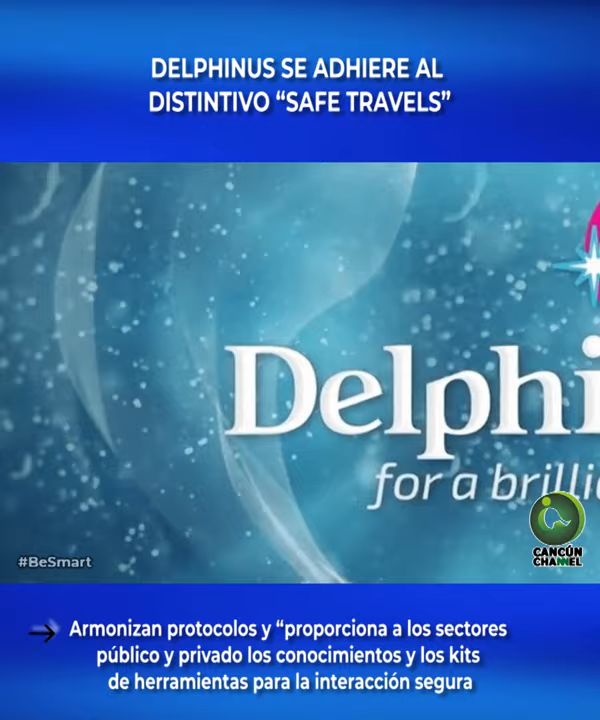 DELPHINUS SE ADHIERE AL
DISTINTIVO “SAFE TRAVELS”
Delphi
for a brilli
CANCÚN
CHANNEL
#BeSmart
Armonizan protocolos y “proporciona a los sectores
público y privado los conocimientos y los kits
de herramientas para la interacción segura